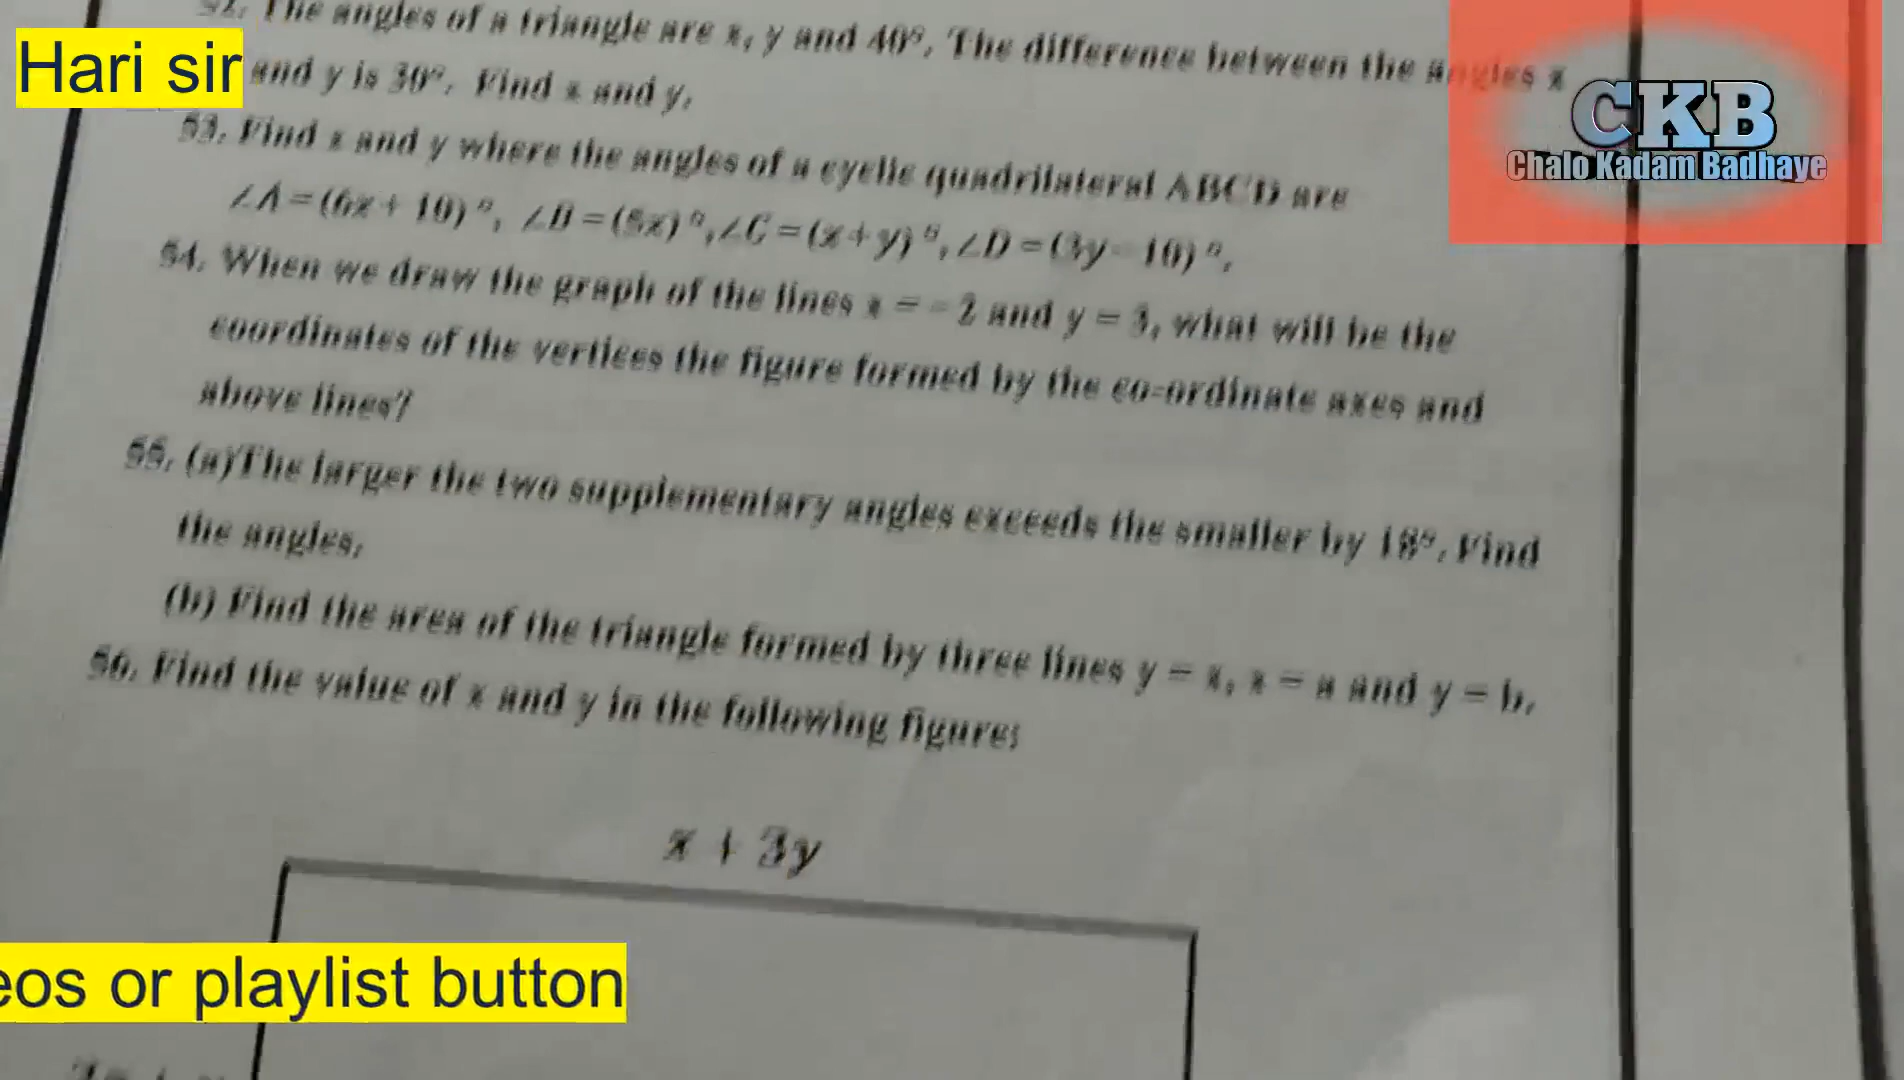 52. The angles of a triangle are x, y and 40°. The difference between the angles x
Hari sir
and y is 30°. Find x and y.
CKB
Chalo Kadam Badhaye
53. Find x and y where the angles of a cyclic quadrilateral ABCD are
∠A = (6x + 10)°, ∠B = (5x)°, ∠C = (x+y)°, ∠D = (3y – 10)°.
54. When we draw the graph of the lines x = – 2 and y = 3, what will be the
coordinates of the vertices the figure formed by the co-ordinate axes and
above lines?
55. (a)The larger the two supplementary angles exceeds the smaller by 18°. Find
the angles.
(b) Find the area of the triangle formed by three lines y = x, x = a and y = b.
56. Find the value of x and y in the following figure:
x + 3y
eos or playlist button